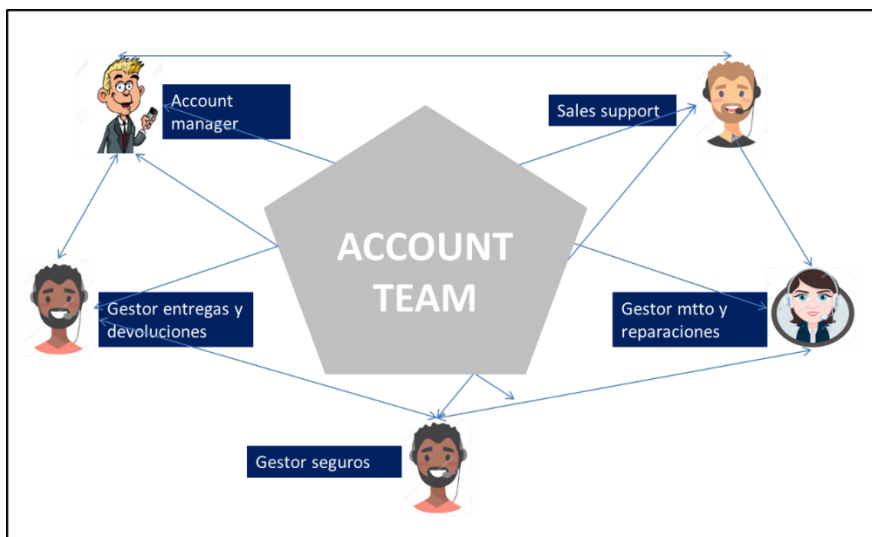 Account
manager
Sales support
ACCOUNT
TEAM
Gestor entregas y
devoluciones
Gestor mtto y
reparaciones
Gestor seguros